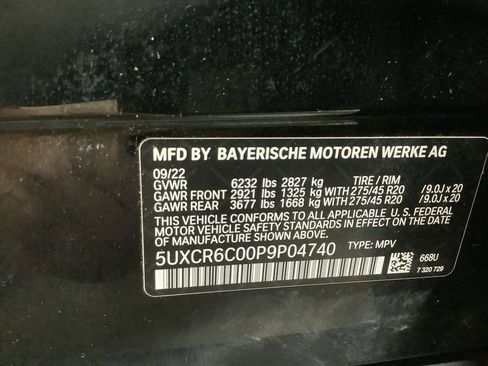 MFD BY BAYERISCHE MOTOREN WERKE AG
09/22
GVWR 6232 lbs 2827 kg TIRE / RIM
GAWR FRONT 2921 lbs 1325 kg WITH 275/45 R20 /9.0J x 20
GAWR REAR 3677 lbs 1668 kg WITH 275/45 R20 /9.0J x 20
THIS VEHICLE CONFORMS TO ALL APPLICABLE U. S. FEDERAL
MOTOR VEHICLE SAFETY STANDARDS IN EFFECT ON THE DATE
OF MANUFACTURE SHOWN ABOVE.
5UXCR6C00P9P04740 TYPE: MPV
668U
7 320 729